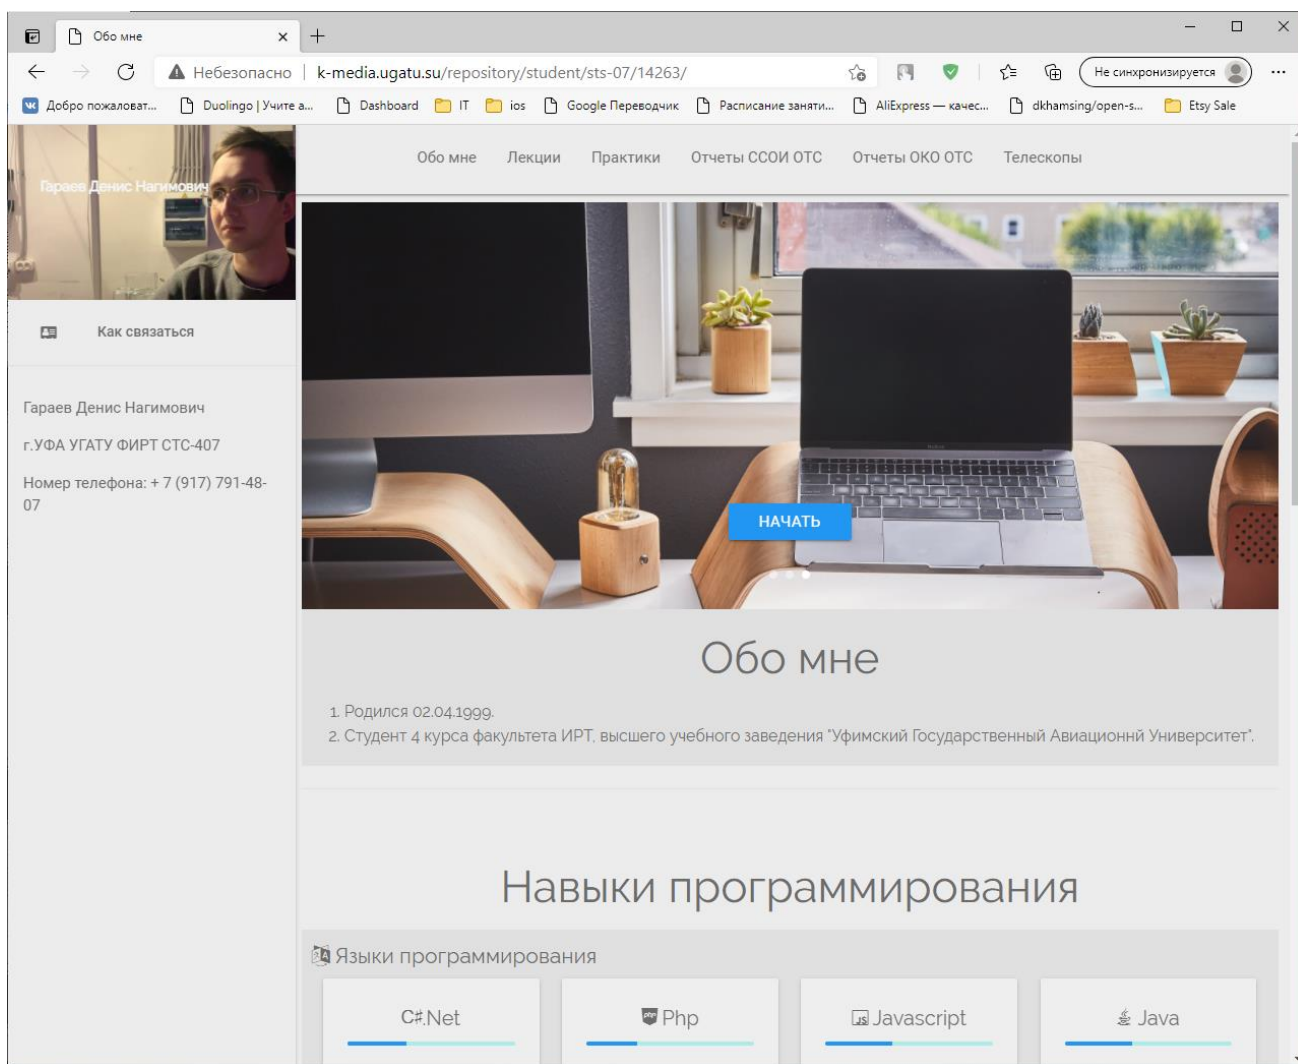 Обо мне
Небезопасно | k-media.ugatu.su/repository/student/sts-07/14263/ Не синхронизируется
Добро пожаловат... Duolingo | Учите а... Dashboard IT ios Google Переводчик Расписание заняти... AliExpress — качес... dkhamsing/open-s... Etsy Sale
Обо мне Лекции Практики Отчеты ССОИ ОТС Отчеты ОКО ОТС Телескопы
Гараев Денис Нагимович
Как связаться
Гараев Денис Нагимович
г.УФА УГАТУ ФИРТ СТС-407
Номер телефона: + 7 (917) 791-48-
07
НАЧАТЬ
Обо мне
1. Родился 02.04.1999.
2. Студент 4 курса факультета ИРТ, высшего учебного заведения "Уфимский Государственный Авиационнй Университет".
Навыки программирования
Языки программирования
C#.Net php Php JS Javascript Java